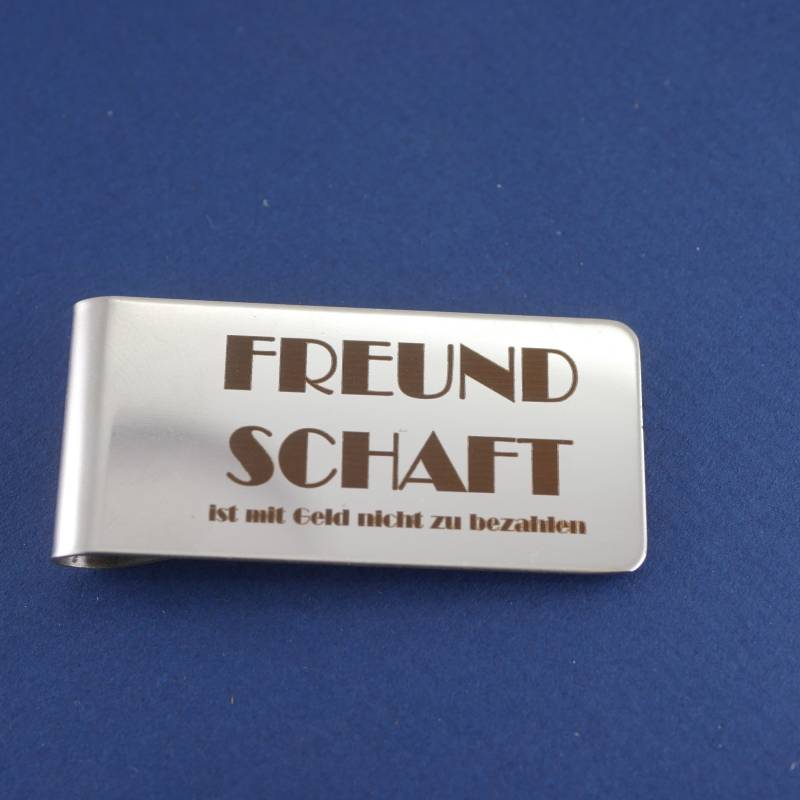 FREUND
SCHAFT
ist mit Geld nicht zu bezahlen